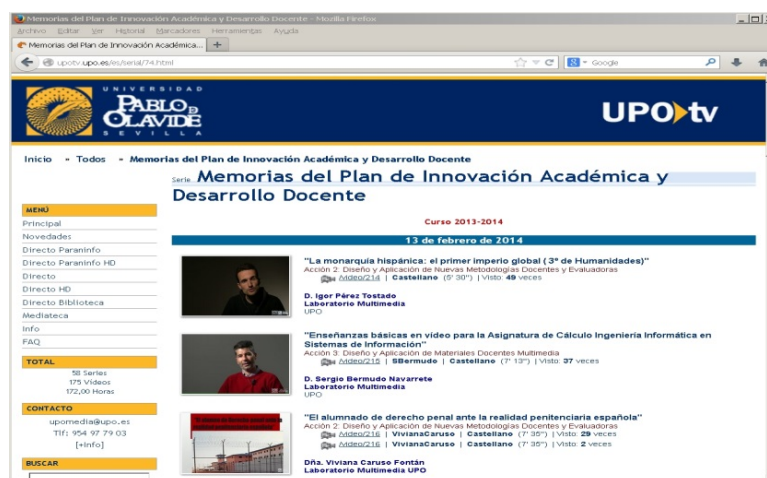 Memorias del Plan de Innovación Académica y Desarrollo Docente - Mozilla Firefox
Archivo Editar Ver Historial Marcadores Herramientas Ayuda
Memorias del Plan de Innovación Académica...
upotv.upo.es/es/serial/74.html
Google
UNIVERSIDAD
PABLO DE
OLAVIDE
SEVILLA
UPO tv
Inicio » Todos » Memorias del Plan de Innovación Académica y Desarrollo Docente
Serie Memorias del Plan de Innovación Académica y
Desarrollo Docente
MENÚ
Principal
Novedades
Directo Paraninfo
Directo Paraninfo HD
Directo
Directo HD
Directo Biblioteca
Mediateca
Info
FAQ
TOTAL
58 Series
175 Vídeos
172,00 Horas
CONTACTO
upomedia@upo.es
Tlf: 954 97 79 03
[+Info]
BUSCAR
Curso 2013-2014
13 de febrero de 2014
"La monarquía hispánica: el primer imperio global ( 3º de Humanidades)"
Acción 2: Diseño y Aplicación de Nuevas Metodologías Docentes y Evaluadoras
/video/214 | Castellano (5' 30'') | Visto: 49 veces
D. Igor Pérez Tostado
Laboratorio Multimedia
UPO
"Enseñanzas básicas en vídeo para la Asignatura de Cálculo Ingeniería Informática en
Sistemas de Información"
Acción 3: Diseño y Aplicación de Materiales Docentes Multimedia
/video/215 | SBermudo | Castellano (7' 13'') | Visto: 37 veces
D. Sergio Bermudo Navarrete
Laboratorio Multimedia
UPO
"El alumnado de derecho penal ante la realidad penitenciaria española"
Acción 2: Diseño y Aplicación de Nuevas Metodologías Docentes y Evaluadoras
/video/216 | VivianaCaruso | Castellano (7' 35'') | Visto: 29 veces
/video/216 | VivianaCaruso | Castellano (7' 35'') | Visto: 2 veces
Dña. Viviana Caruso Fontán
Laboratorio Multimedia UPO